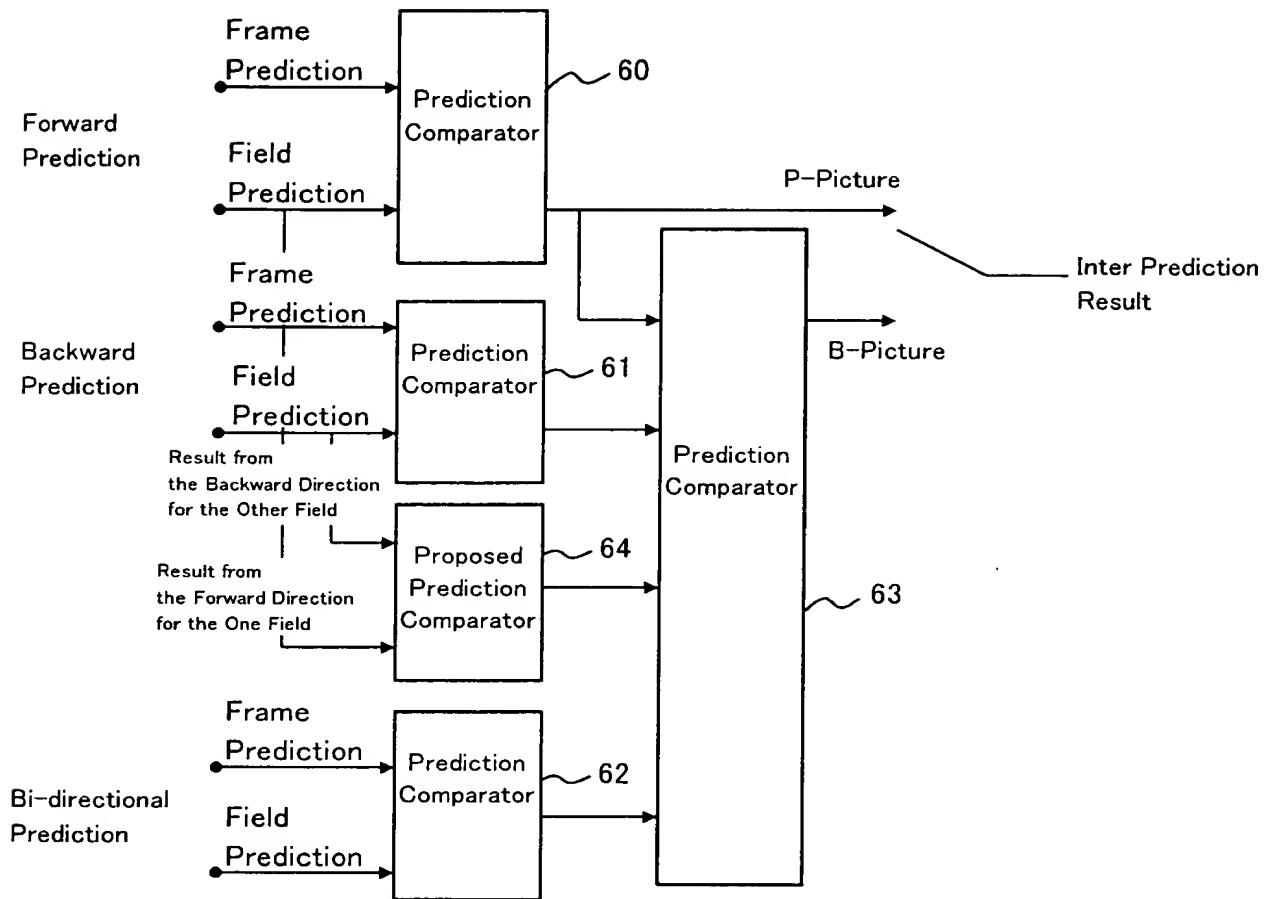 Frame
Prediction
60
Prediction
Comparator
Forward
Prediction
Field
Prediction
P-Picture
Frame
Prediction
Inter Prediction
Result
Backward
Prediction
Prediction
Comparator
61
B-Picture
Field
Prediction
Result from
the Backward Direction
for the Other Field
Prediction
Comparator
64
Proposed
Prediction
Comparator
Result from
the Forward Direction
for the One Field
63
Frame
Prediction
Prediction
Comparator
62
Bi-directional
Prediction
Field
Prediction